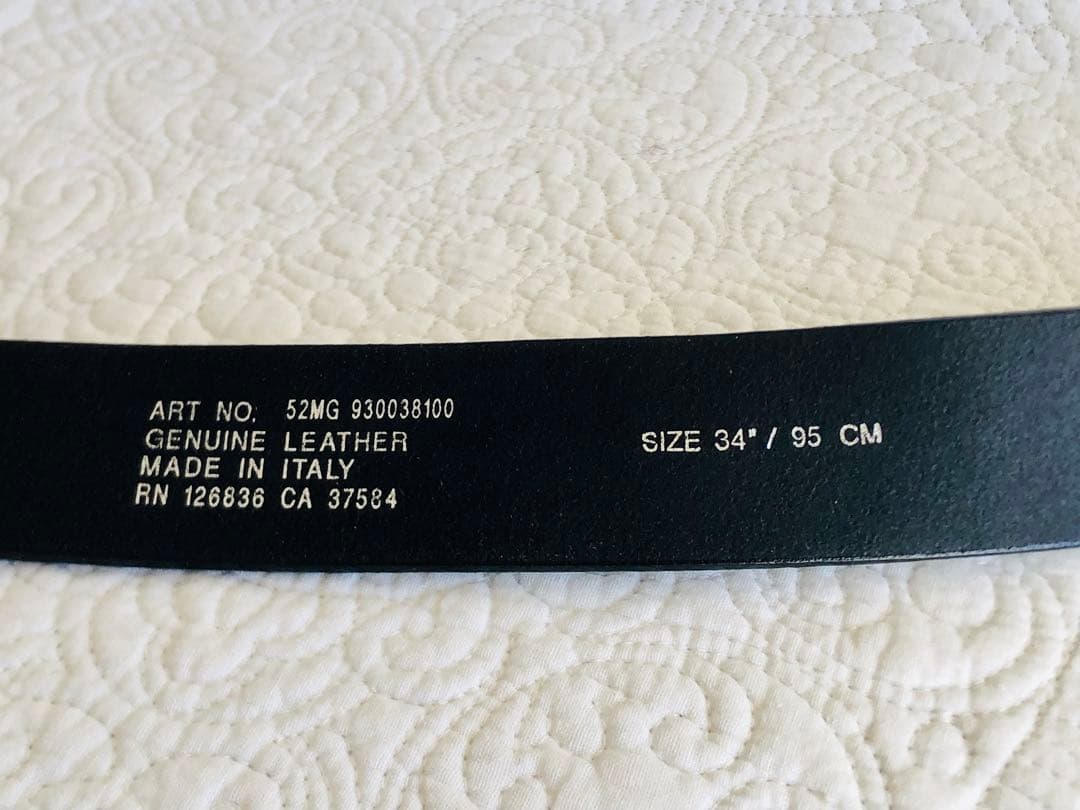 ART NO. 52MG 930038100
GENUINE LEATHER
MADE IN ITALY
RN 126836 CA 37584
SIZE 34" / 95 CM